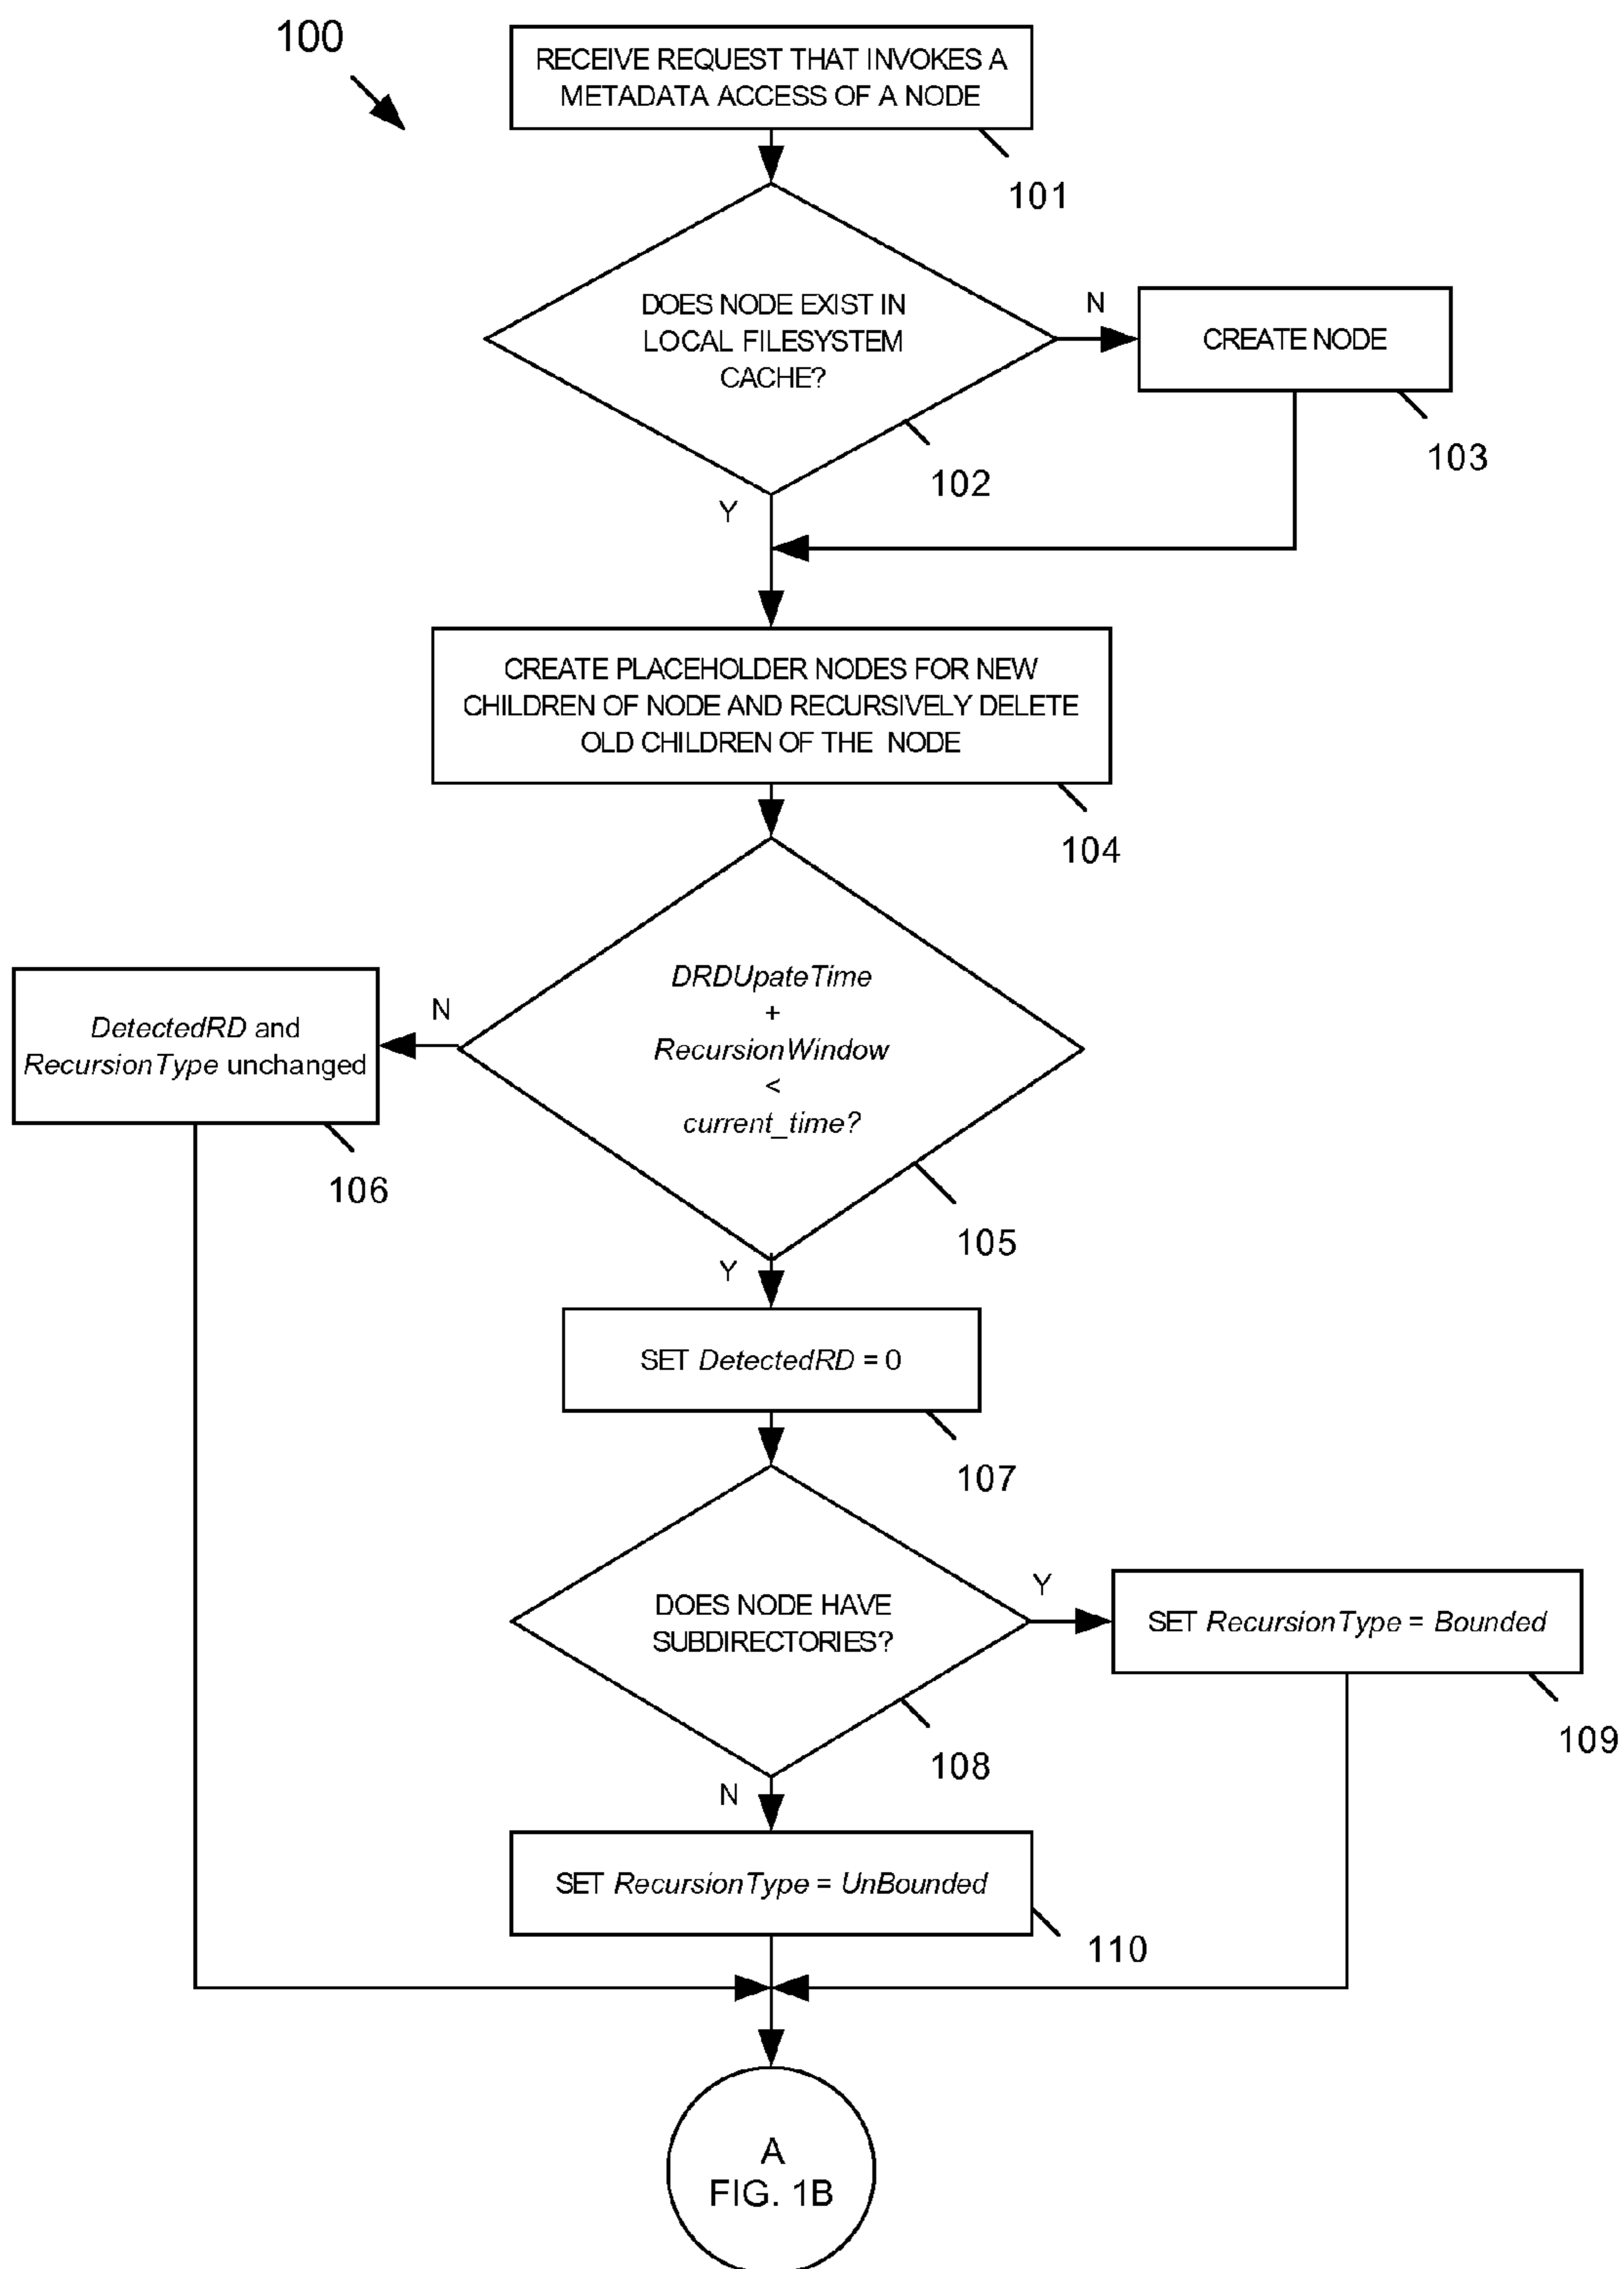 100
RECEIVE REQUEST THAT INVOKES A
METADATA ACCESS OF A NODE
101
DOES NODE EXIST IN
LOCAL FILESYSTEM
CACHE?
102
N
CREATE NODE
103
Y
CREATE PLACEHOLDER NODES FOR NEW
CHILDREN OF NODE AND RECURSIVELY DELETE
OLD CHILDREN OF THE NODE
104
DRDUpateTime
+
RecursionWindow
<
current_time?
105
N
DetectedRD and
RecursionType unchanged
106
Y
SET DetectedRD = 0
107
DOES NODE HAVE
SUBDIRECTORIES?
108
Y
SET RecursionType = Bounded
109
N
SET RecursionType = UnBounded
110
A
FIG. 1B